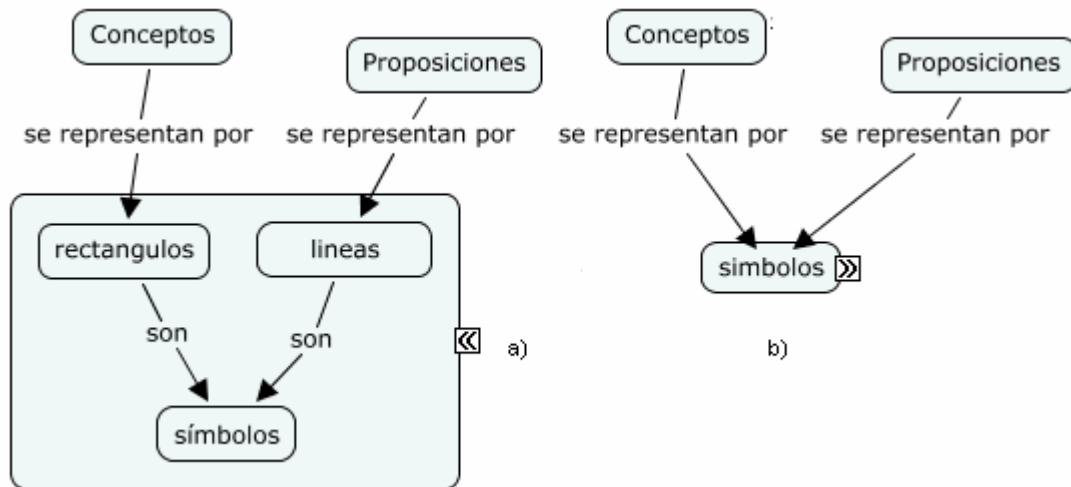 Conceptos
Proposiciones
se representan por
se representan por
rectangulos
lineas
son
son
símbolos
a)
Conceptos
Proposiciones
se representan por
se representan por
simbolos
b)